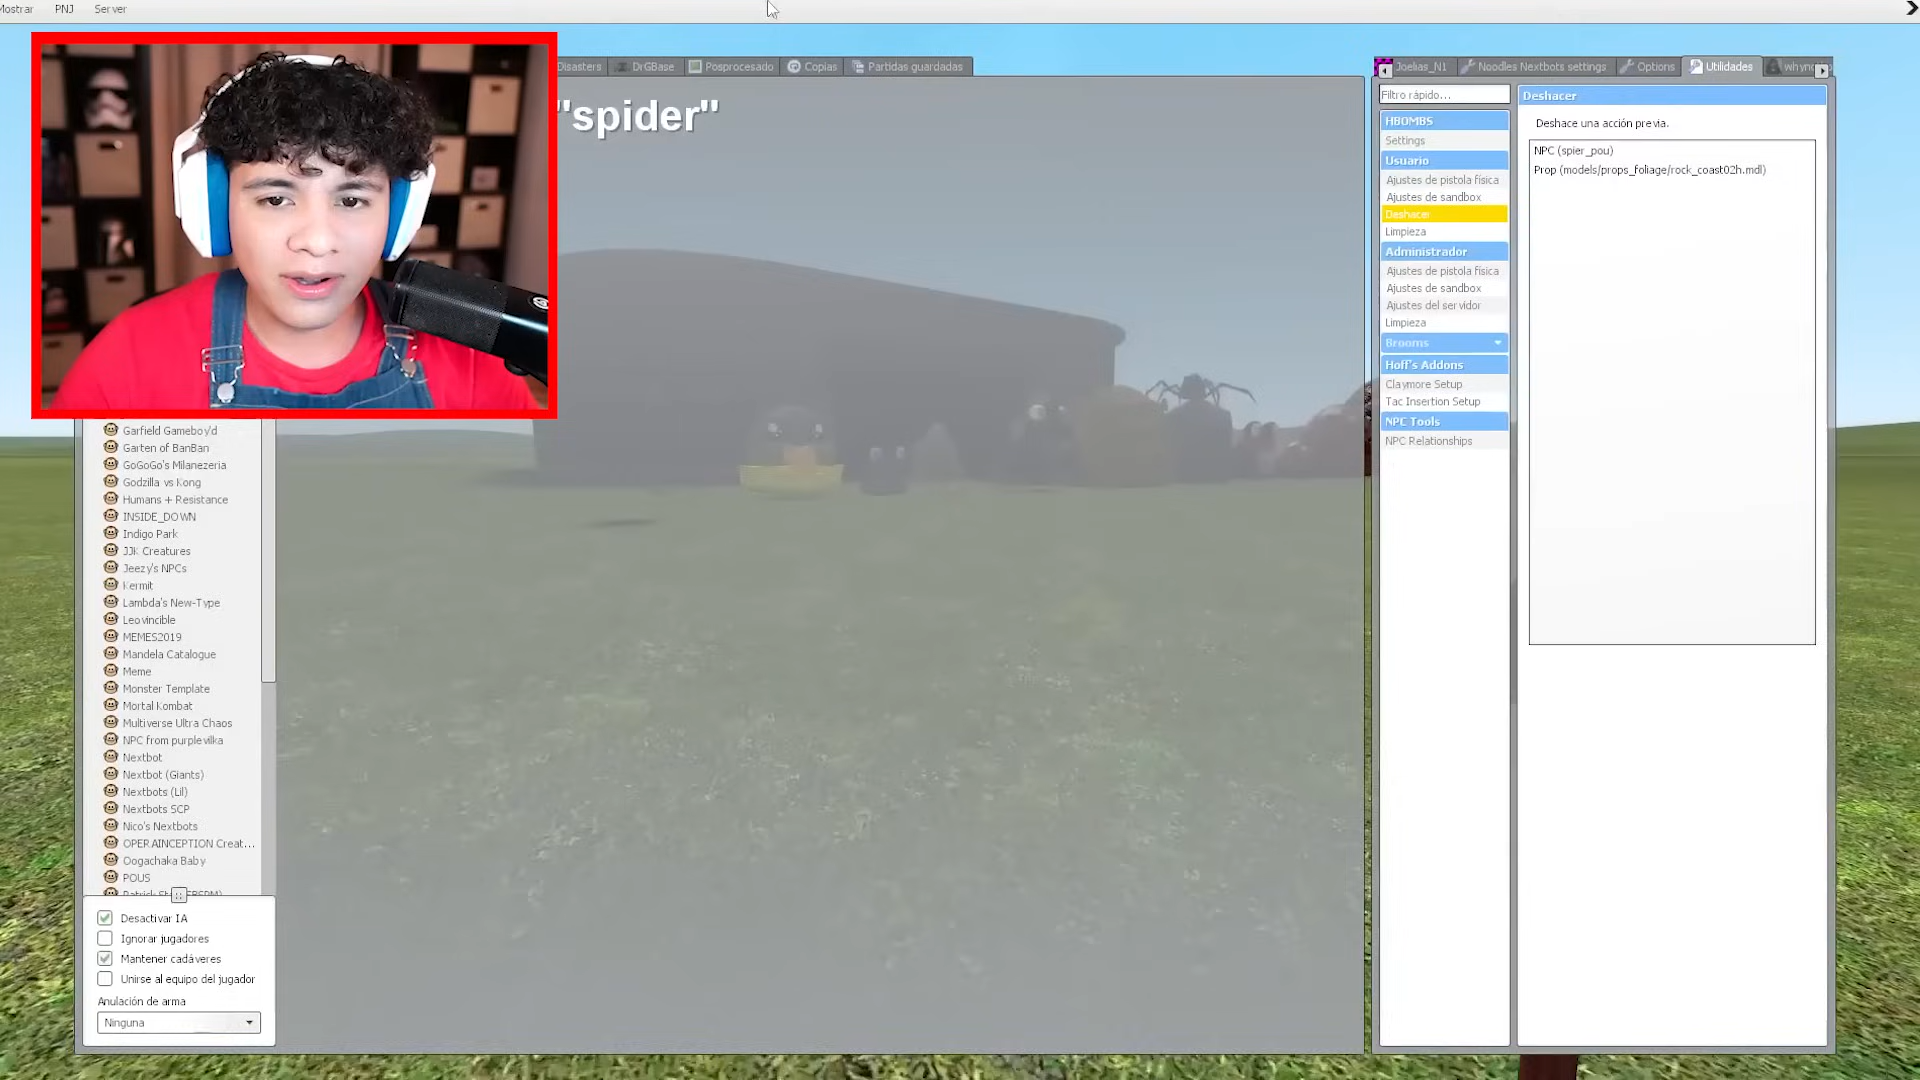 Mostrar PNJ Server
Disasters DrGBase Posprocesado Copias Partidas guardadas
"spider"
Garfield Gameboy'd
Garten of BanBan
GoGoGo's Milanezeria
Godzilla vs Kong
Humans + Resistance
INSIDE_DOWN
Indigo Park
JJK Creatures
Jeezy's NPCs
Kermit
Lambda's New-Type
Leovincible
MEMES2019
Mandela Catalogue
Meme
Monster Template
Mortal Kombat
Multiverse Ultra Chaos
NPC from purplevilka
Nextbot
Nextbot (Giants)
Nextbots (Lil)
Nextbots SCP
Nico's Nextbots
OPERAINCEPTION Creat...
Oogachaka Baby
POUS
Desactivar IA
Ignorar jugadores
Mantener cadáveres
Unirse al equipo del jugador
Anulación de arma
Ninguna
Joelias_N1 Noodles Nextbots settings Options Utilidades
Filtro rápido...
HBOMBS
Settings
Usuario
Ajustes de pistola física
Ajustes de sandbox
Deshacer
Limpieza
Administrador
Ajustes de pistola física
Ajustes de sandbox
Ajustes del servidor
Limpieza
Brooms
Hoff's Addons
Claymore Setup
Tac Insertion Setup
NPC Tools
NPC Relationships
Deshacer
Deshace una acción previa.
NPC (spier_pou)
Prop (models/props_foliage/rock_coast02h.mdl)